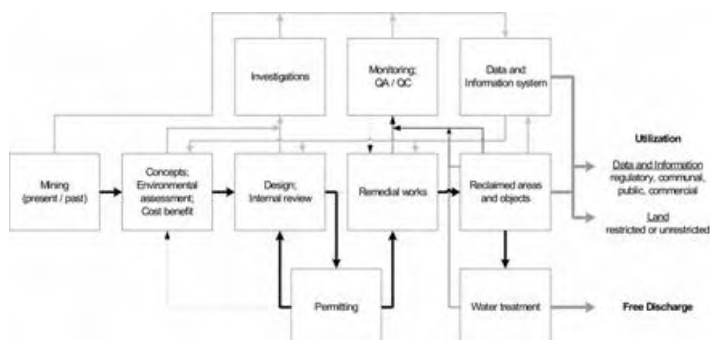 Investigations
Monitoring;
QA / QC
Data and
Information system
Utilization
Data and Information
regulatory, communal,
public, commercial
Land
restricted or unrestricted
Mining
(present / past)
Concepts;
Environmental
assessment;
Cost benefit
Design;
Internal review
Remedial works
Reclaimed areas
and objects
Permitting
Water treatment
Free Discharge